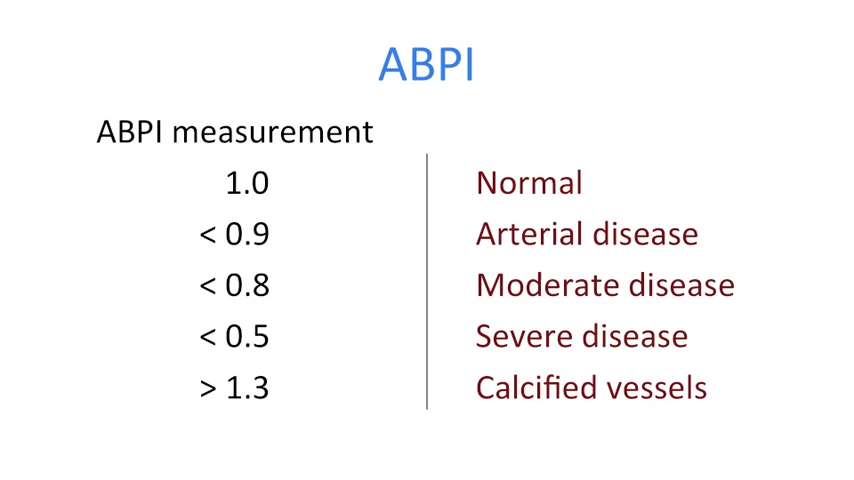 ABPI
ABPI measurement
1.0 Normal
< 0.9 Arterial disease
< 0.8 Moderate disease
< 0.5 Severe disease
> 1.3 Calcified vessels